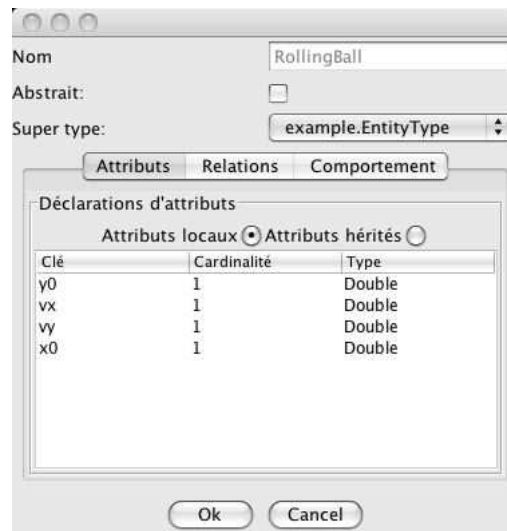 Nom RollingBall
Abstrait:
Super type: example.EntityType
Attributs Relations Comportement
Déclarations d'attributs
Attributs locaux Attributs hérités
Clé Cardinalité Type
y0 1 Double
vx 1 Double
vy 1 Double
x0 1 Double
Ok Cancel